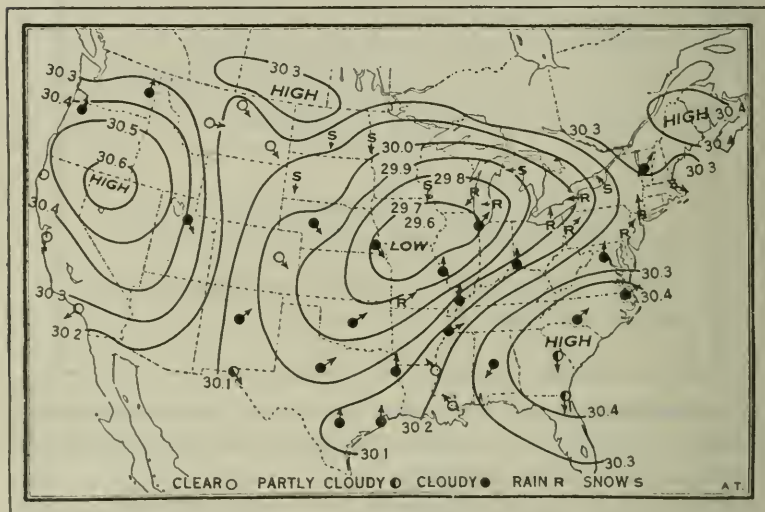 30.3
30.3
HIGH
30.4
30.5
30.6
HIGH
30.4
30.3
30.2
30.3
HIGH
30.4
30.3
30.0
29.9
29.8
29.7
29.6
LOW
S
S
S
S
S
S
R
R
R
R
R
R
R
R
R
R
30.3
30.4
HIGH
30.4
30.3
30.1
30.2
30.1
CLEAR PARTLY CLOUDY CLOUDY RAIN R SNOW S
A T.